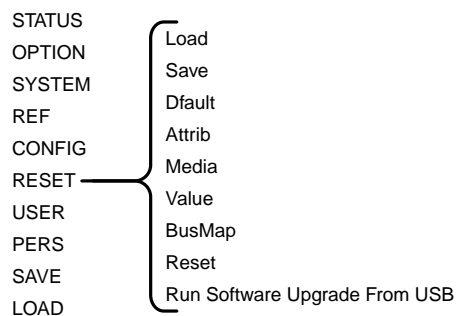 STATUS
OPTION
SYSTEM
REF
CONFIG
RESET
USER
PERS
SAVE
LOAD
Load
Save
Dfault
Attrib
Media
Value
BusMap
Reset
Run Software Upgrade From USB